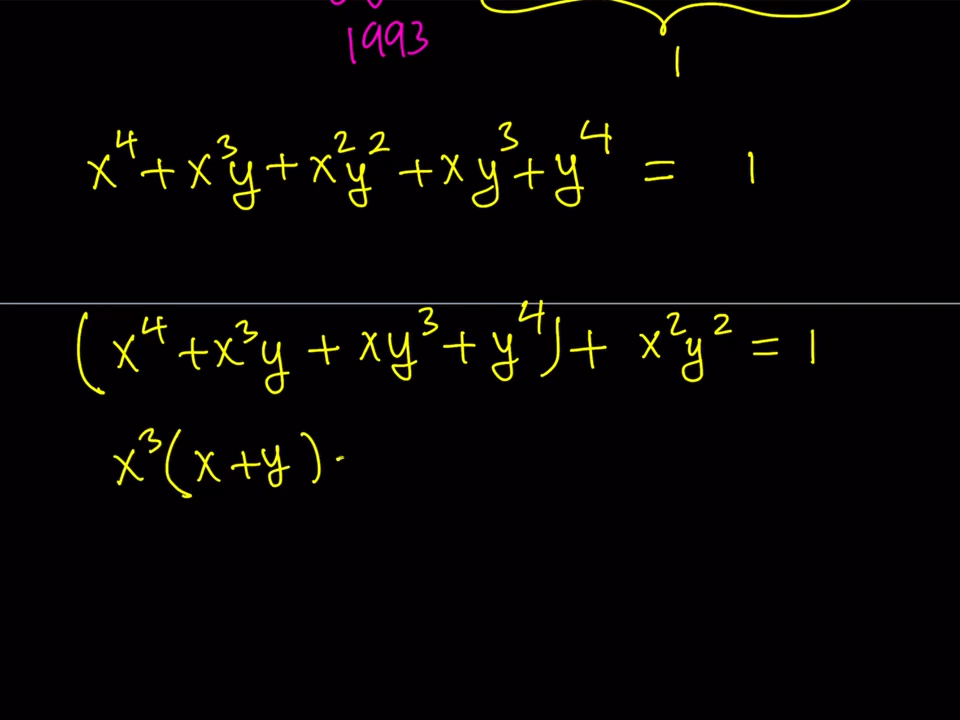 1993
1
x⁴ + x³y + x²y² + xy³ + y⁴ = 1
(x⁴ + x³y + xy³ + y⁴) + x²y² = 1
x³(x + y)